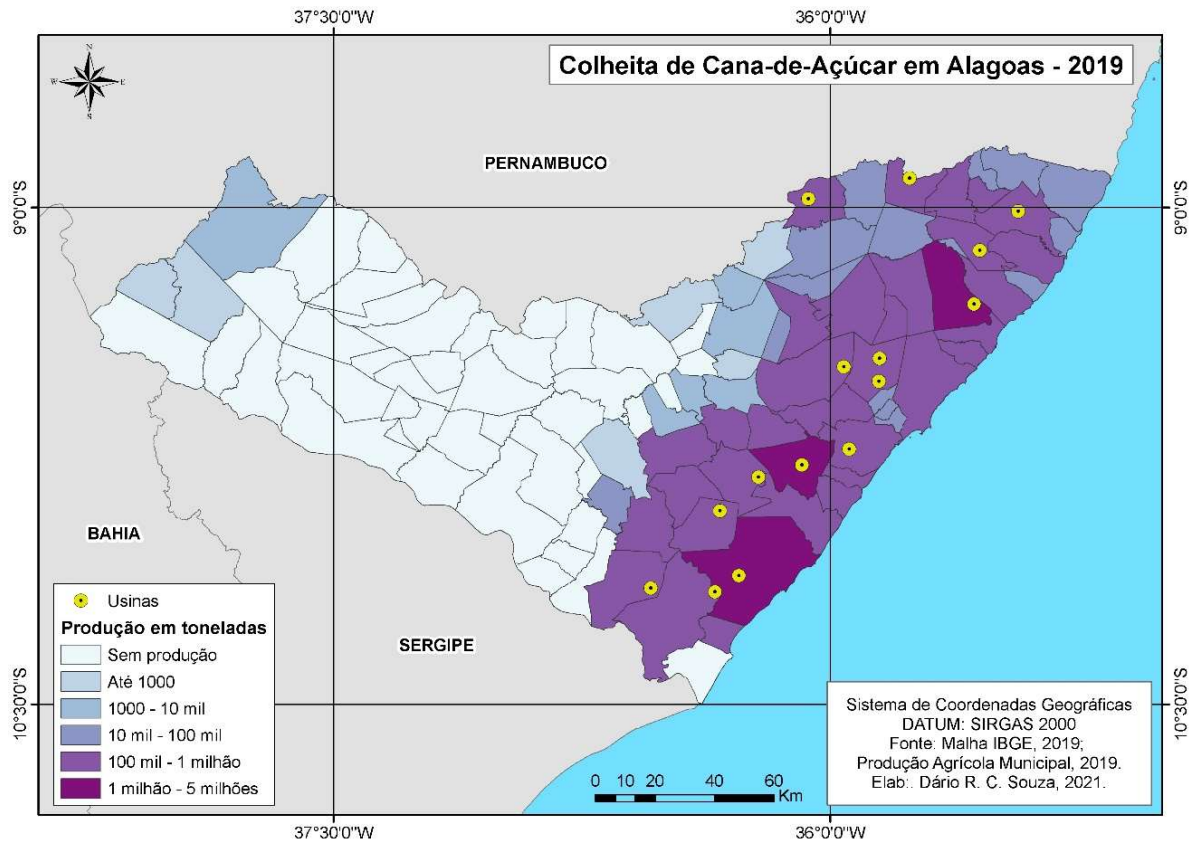 37°30'0"W
36°0'0"W
Colheita de Cana-de-Açúcar em Alagoas - 2019
N
W
E
S
PERNAMBUCO
9°0'0"S
9°0'0"S
BAHIA
SERGIPE
Usinas
Produção em toneladas
Sem produção
Até 1000
1000 - 10 mil
10 mil - 100 mil
100 mil - 1 milhão
1 milhão - 5 milhões
10°30'0"S
10°30'0"S
Sistema de Coordenadas Geográficas
DATUM: SIRGAS 2000
Fonte: Malha IBGE, 2019;
Produção Agrícola Municipal, 2019.
Elab:. Dário R. C. Souza, 2021.
0 10 20 40 60
Km
37°30'0"W
36°0'0"W